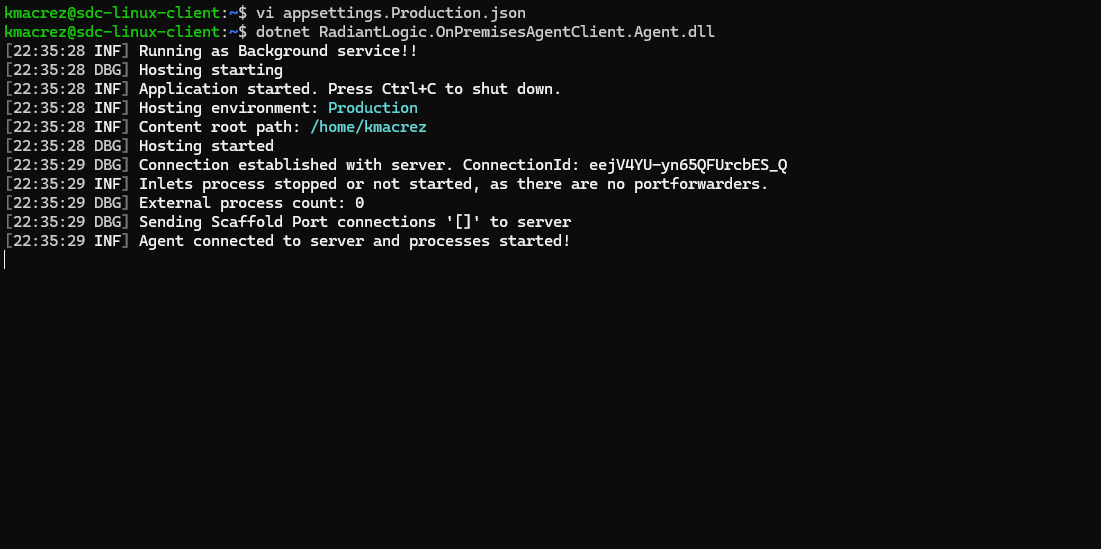 kmacrez@sdc-linux-client:~$ vi appsettings.Production.json
kmacrez@sdc-linux-client:~$ dotnet RadiantLogic.OnPremisesAgentClient.Agent.dll
[22:35:28 INF] Running as Background service!!
[22:35:28 DBG] Hosting starting
[22:35:28 INF] Application started. Press Ctrl+C to shut down.
[22:35:28 INF] Hosting environment: Production
[22:35:28 INF] Content root path: /home/kmacrez
[22:35:28 DBG] Hosting started
[22:35:29 DBG] Connection established with server. ConnectionId: eejV4YU-yn65QFUrcbES_Q
[22:35:29 INF] Inlets process stopped or not started, as there are no portforwarders.
[22:35:29 DBG] External process count: 0
[22:35:29 DBG] Sending Scaffold Port connections '[]' to server
[22:35:29 INF] Agent connected to server and processes started!